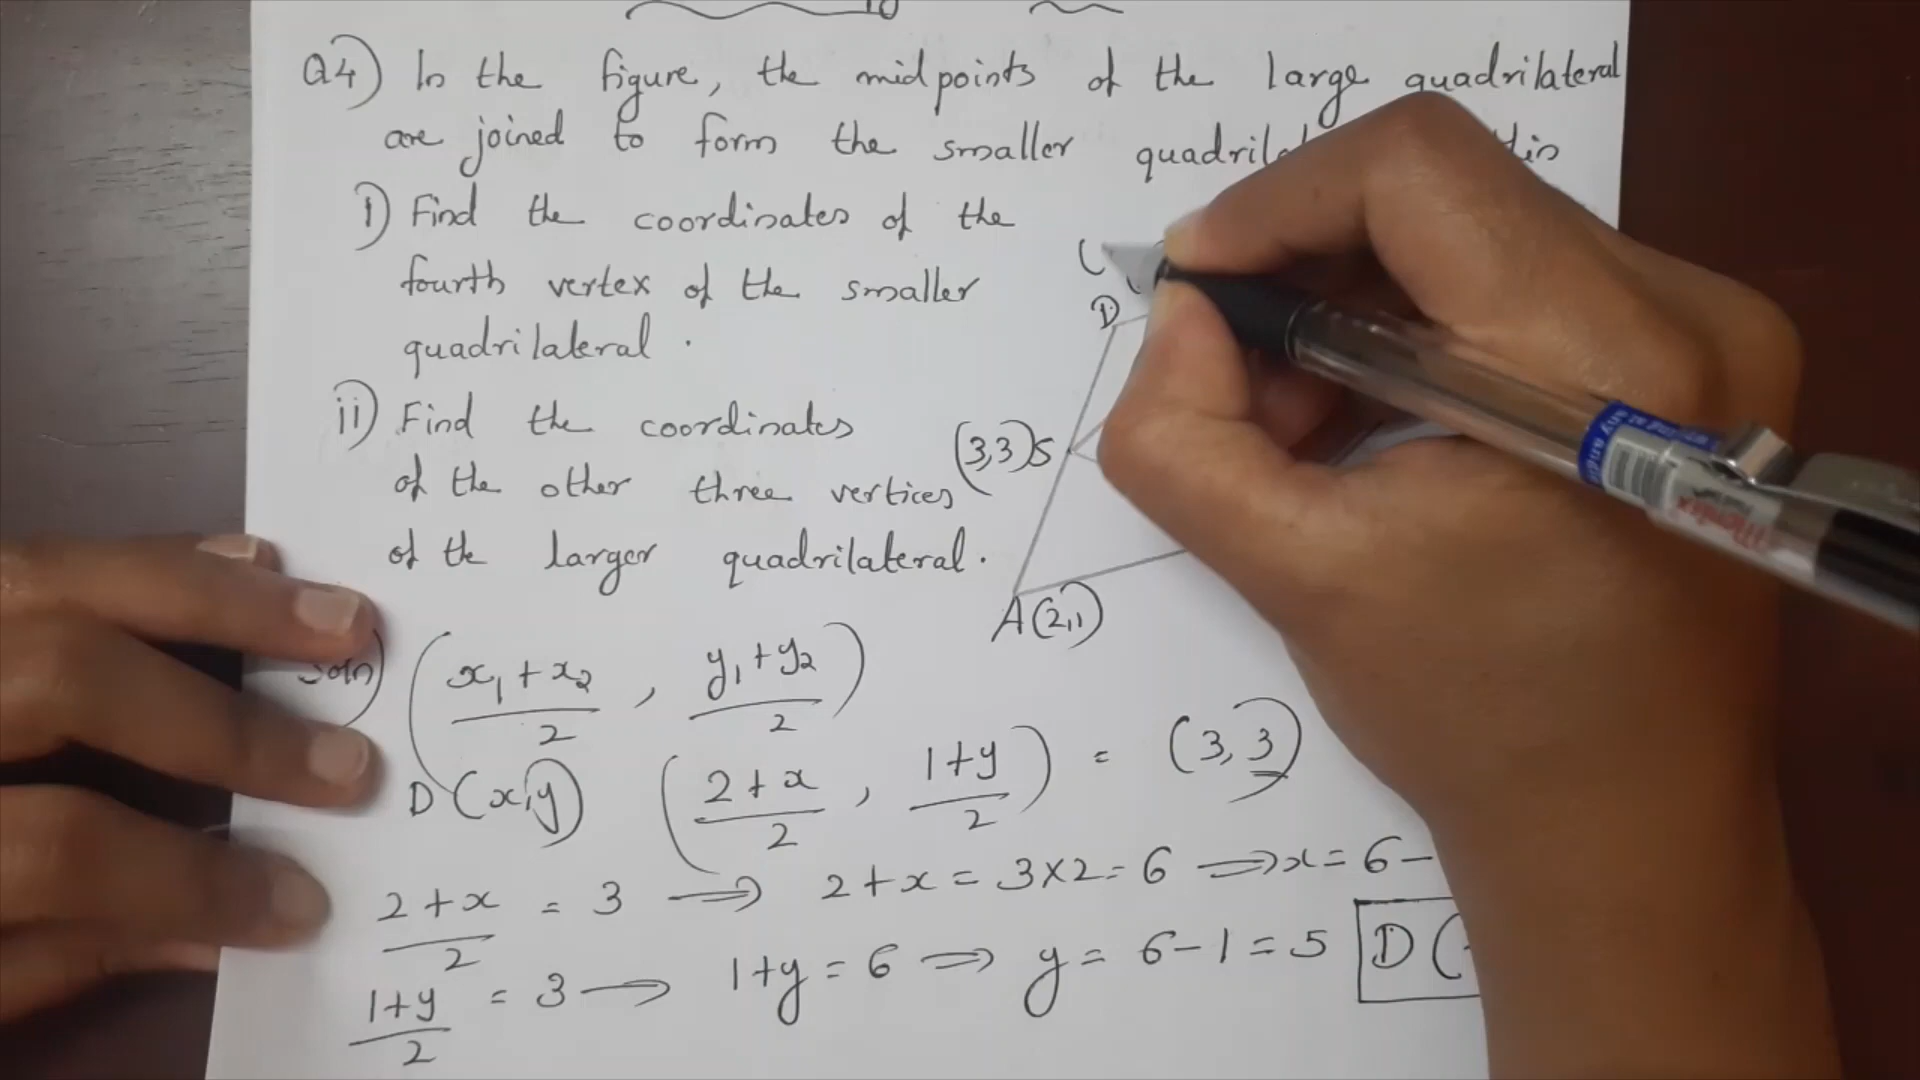 Q4) In the figure, the midpoints of the large quadrilateral
are joined to form the smaller
i) Find the coordinates of the
fourth vertex of the smaller
quadrilateral.
ii) Find the coordinates
of the other three vertices
of the larger quadrilateral.
D
(3,3) S
A(2,1)
Soln) ( x₁ + x₂ / 2 , y₁ + y₂ / 2 )
D (x,y) ( 2 + x / 2 , 1 + y / 2 ) = (3, 3)
2 + x / 2 = 3 ⟹ 2 + x = 3×2 = 6 ⟹ x = 6 –
1 + y / 2 = 3 ⟶ 1 + y = 6 ⟹ y = 6 – 1 = 5 D (